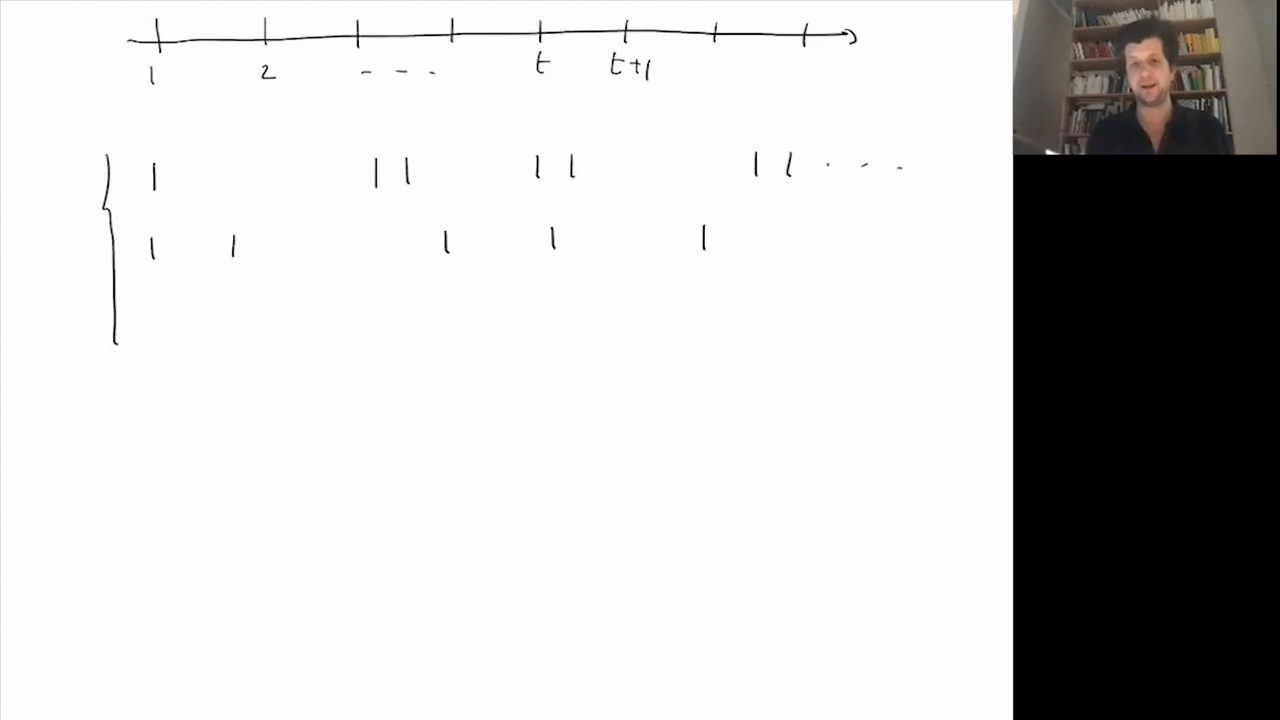 1 2 - - - - t t+1
| | | | | | | . . .
| | | | |